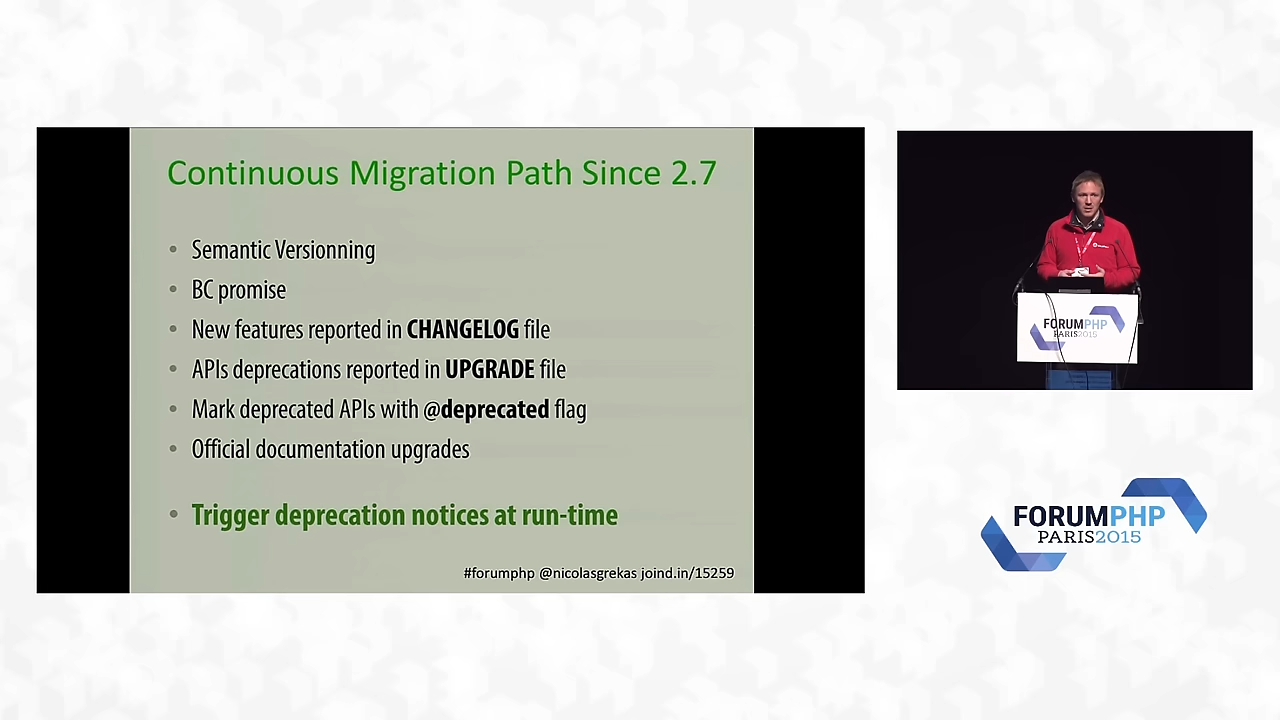 Continuous Migration Path Since 2.7
• Semantic Versionning
• BC promise
• New features reported in CHANGELOG file
• APIs deprecations reported in UPGRADE file
• Mark deprecated APIs with @deprecated flag
• Official documentation upgrades
• Trigger deprecation notices at run-time
#forumphp @nicolasgrekas joind.in/15259
FORUMPHP
PARIS2015
FORUMPHP
PARIS2015